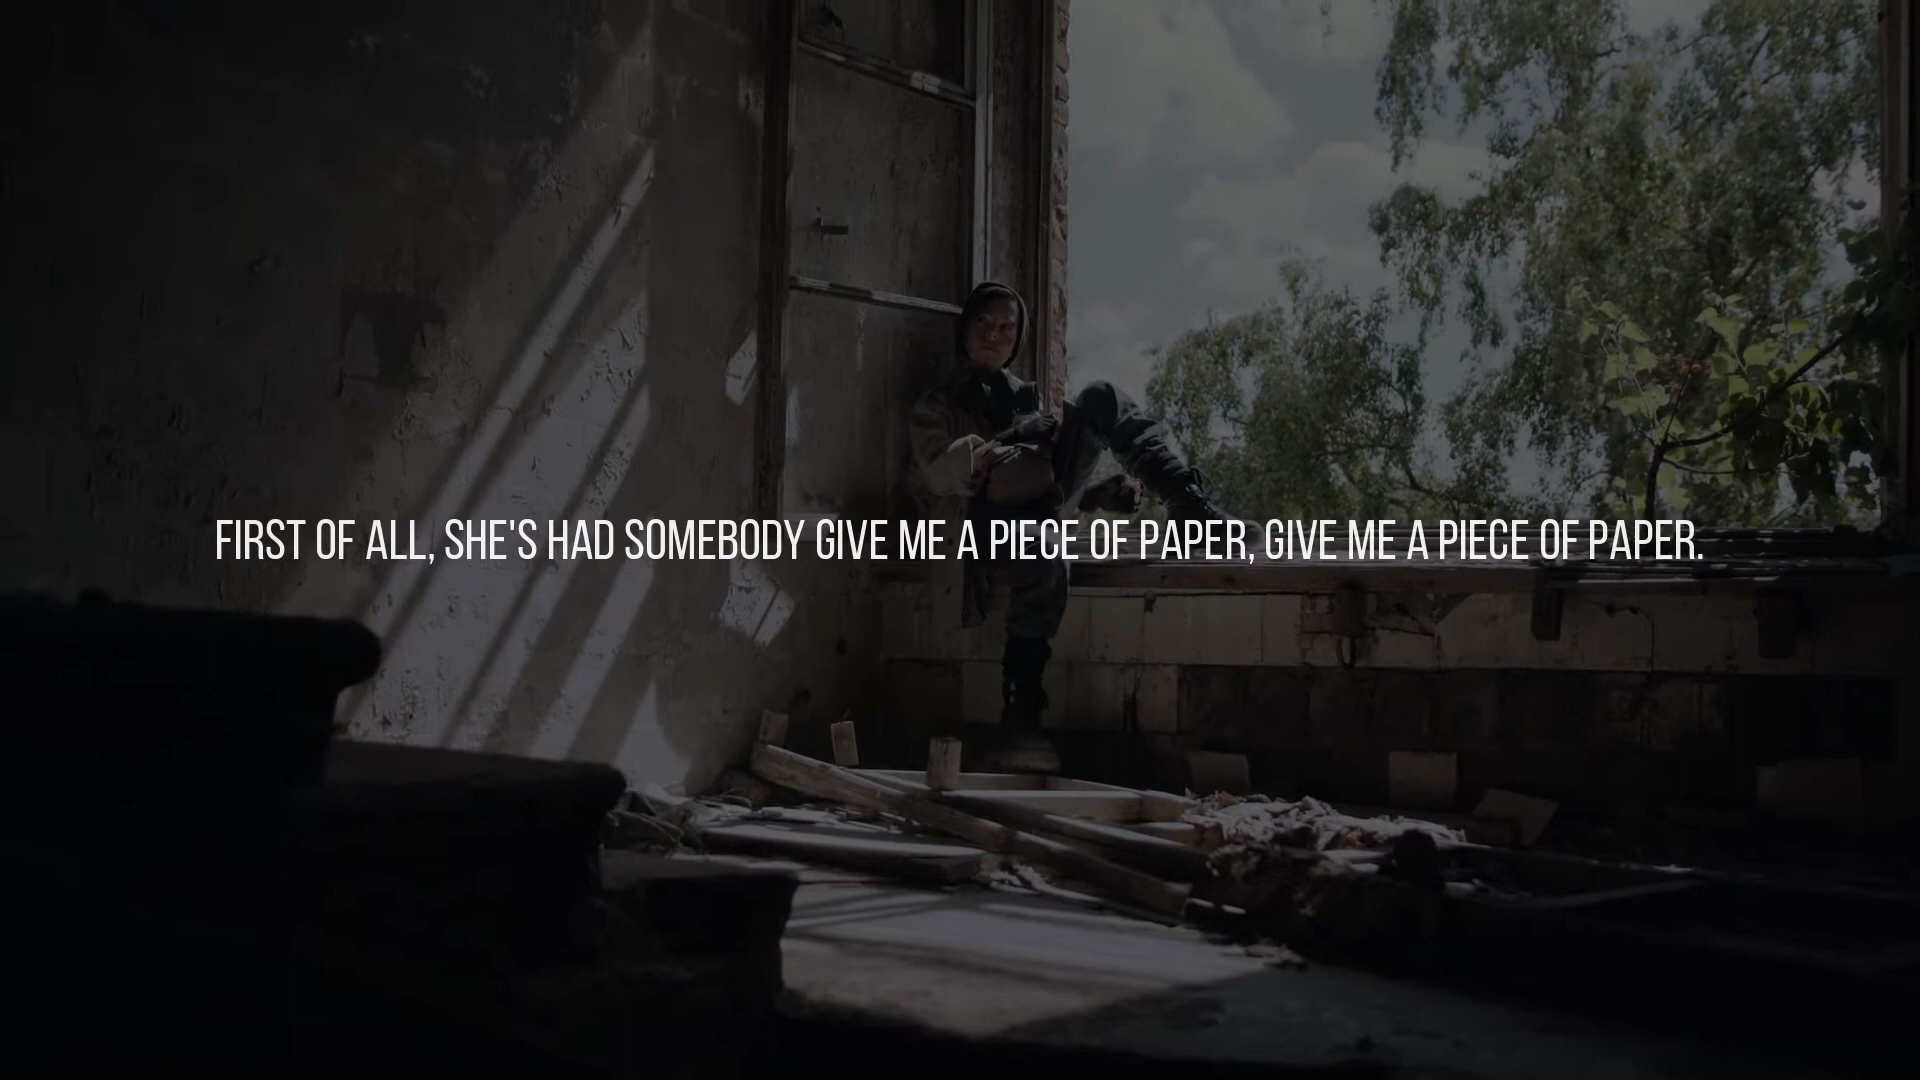 FIRST OF ALL, SHE'S HAD SOMEBODY GIVE ME A PIECE OF PAPER, GIVE ME A PIECE OF PAPER.